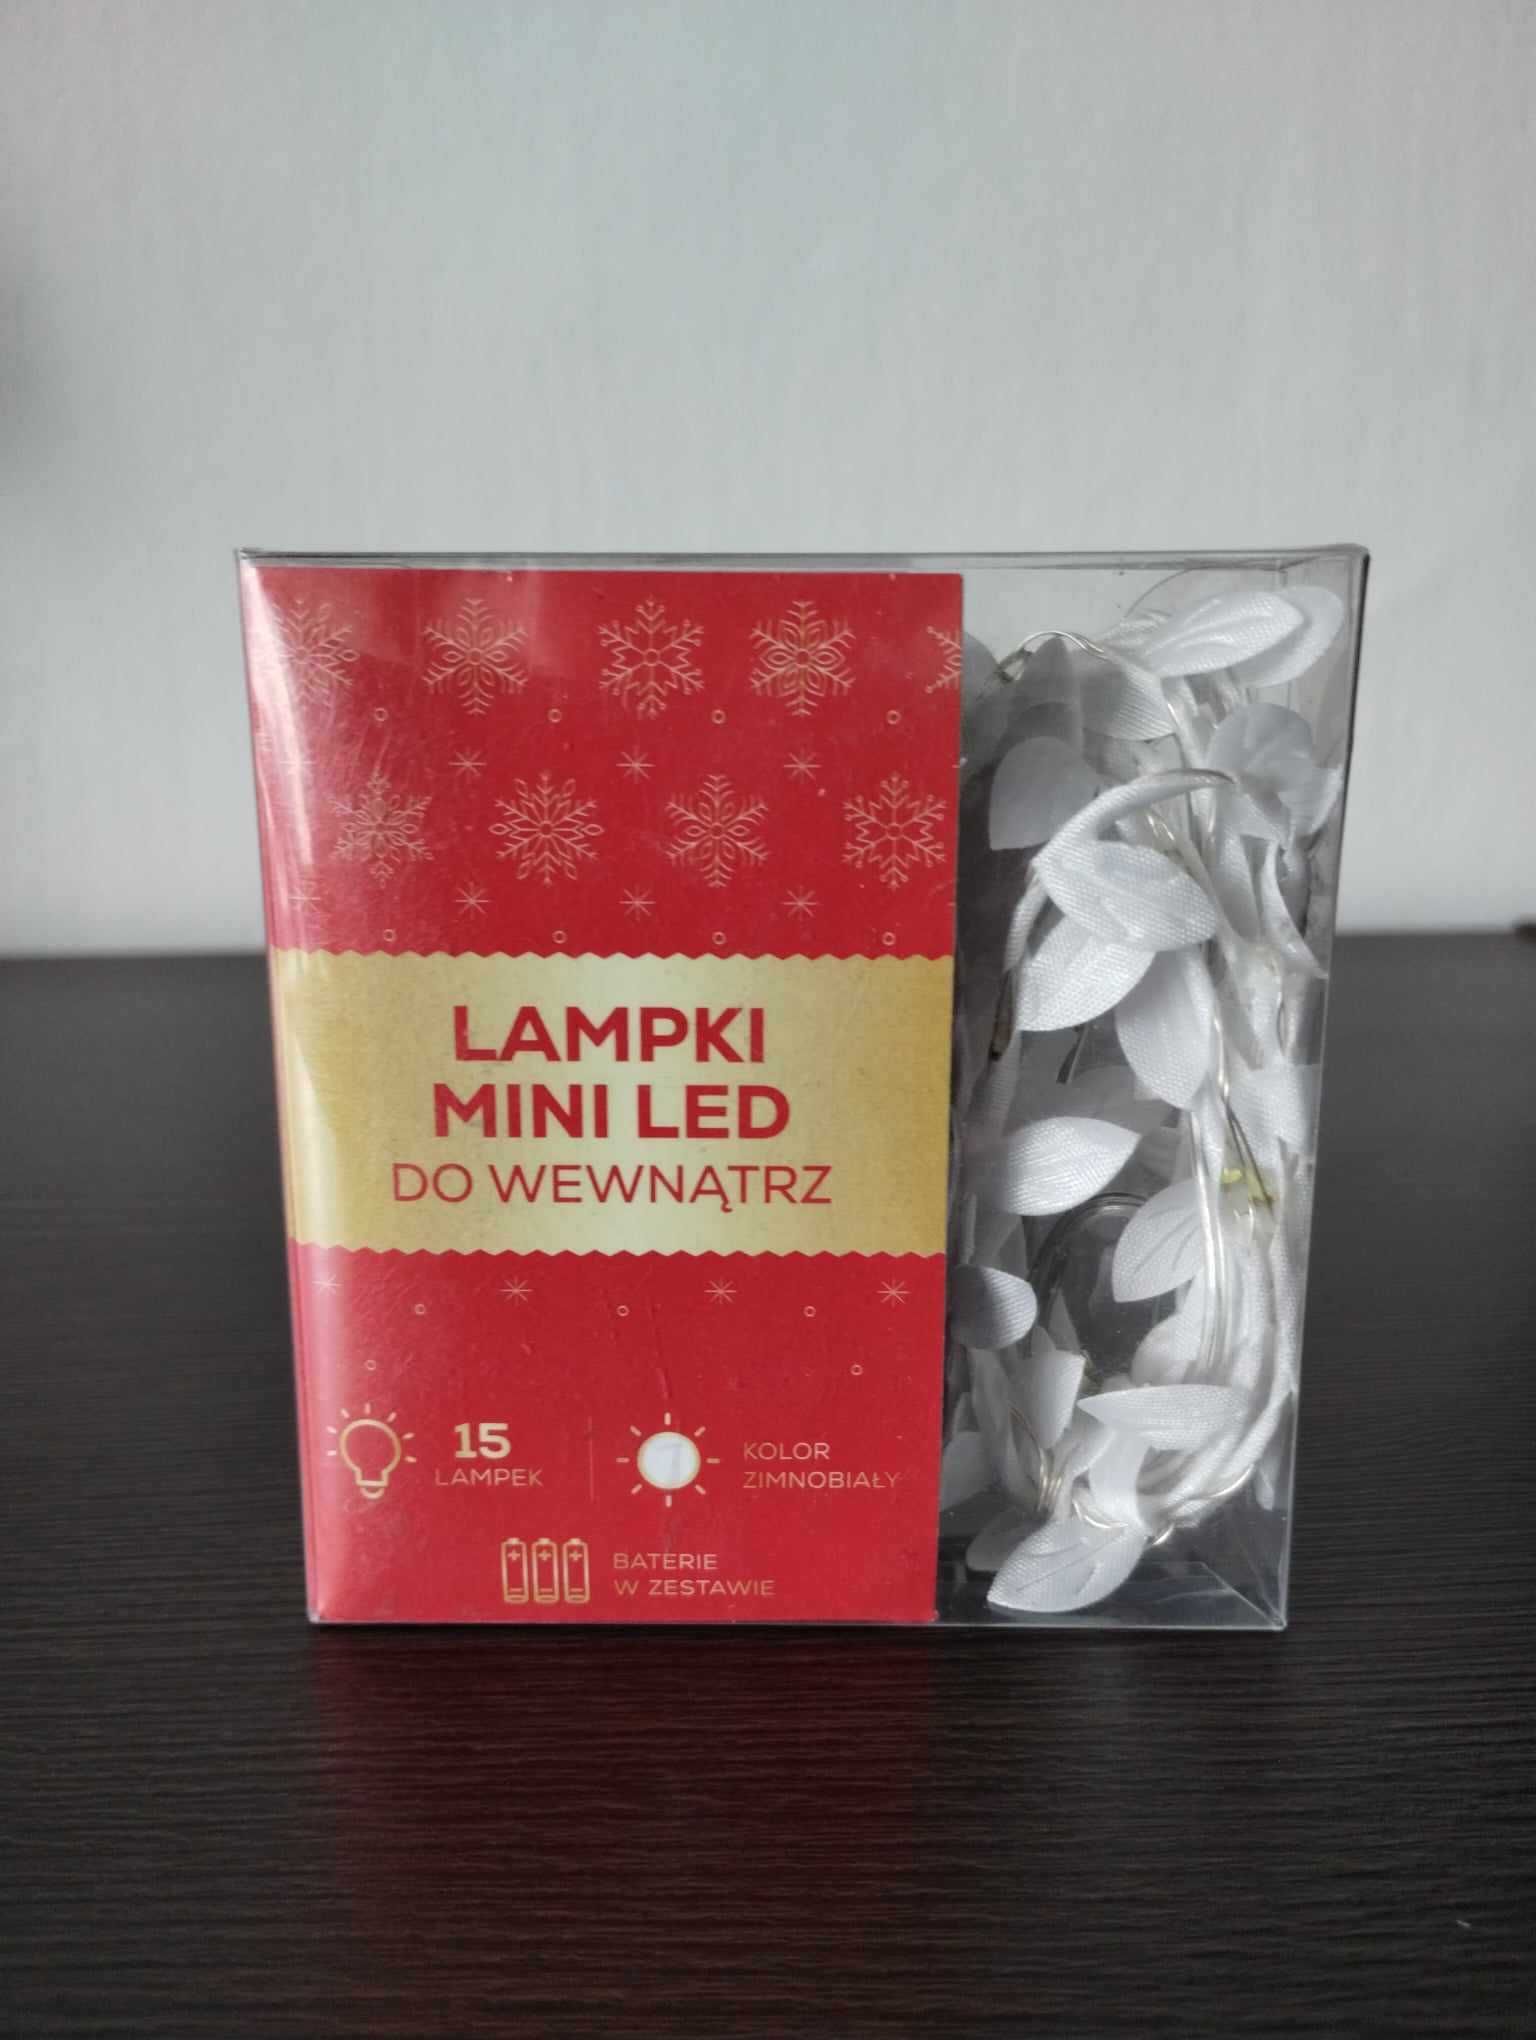 LAMPKI
MINI LED
DO WEWNĄTRZ
15
LAMPEK
KOLOR
ZIMNOBIAŁY
BATERIE
W ZESTAWIE